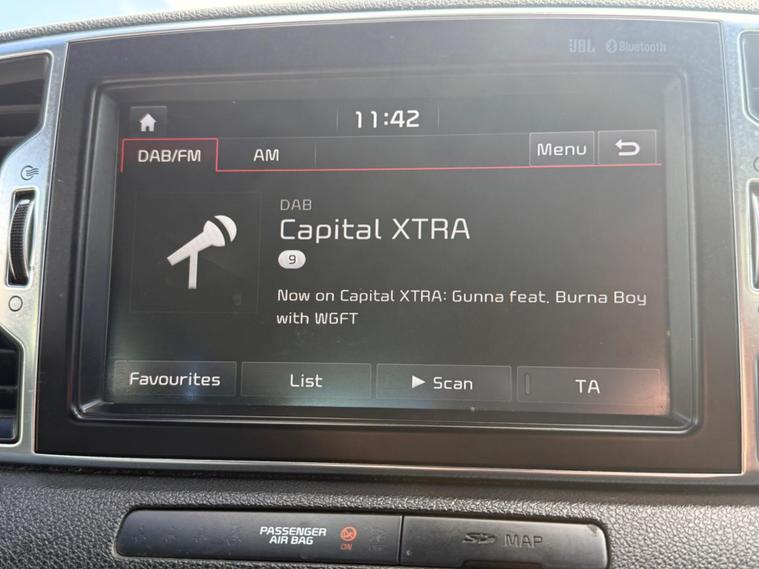 JBL Bluetooth
11:42
DAB/FM AM Menu
DAB
Capital XTRA
9
Now on Capital XTRA: Gunna feat. Burna Boy
with WGFT
Favourites List Scan TA
PASSENGER
AIR BAG
ON
SD MAP